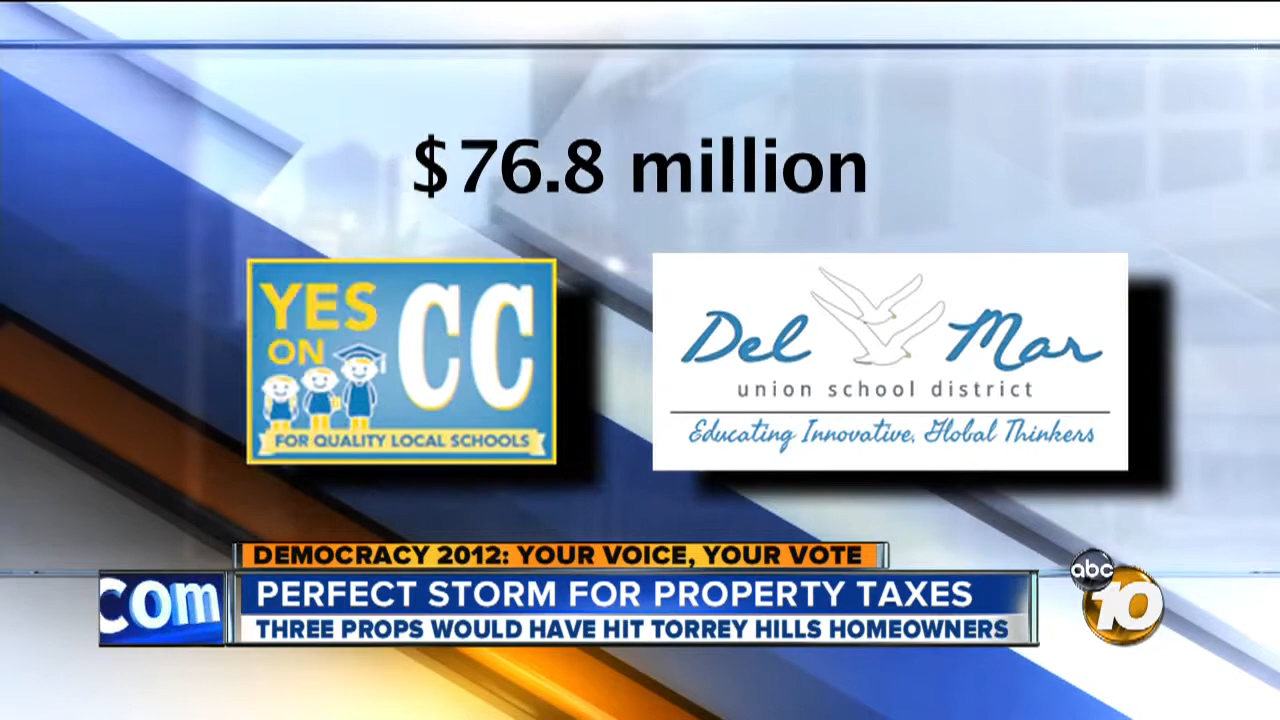 $76.8 million
YES
ON
CC
FOR QUALITY LOCAL SCHOOLS
Del Mar
union school district
Educating Innovative, Global Thinkers
DEMOCRACY 2012: YOUR VOICE, YOUR VOTE
PERFECT STORM FOR PROPERTY TAXES
THREE PROPS WOULD HAVE HIT TORREY HILLS HOMEOWNERS
COM
abc
10